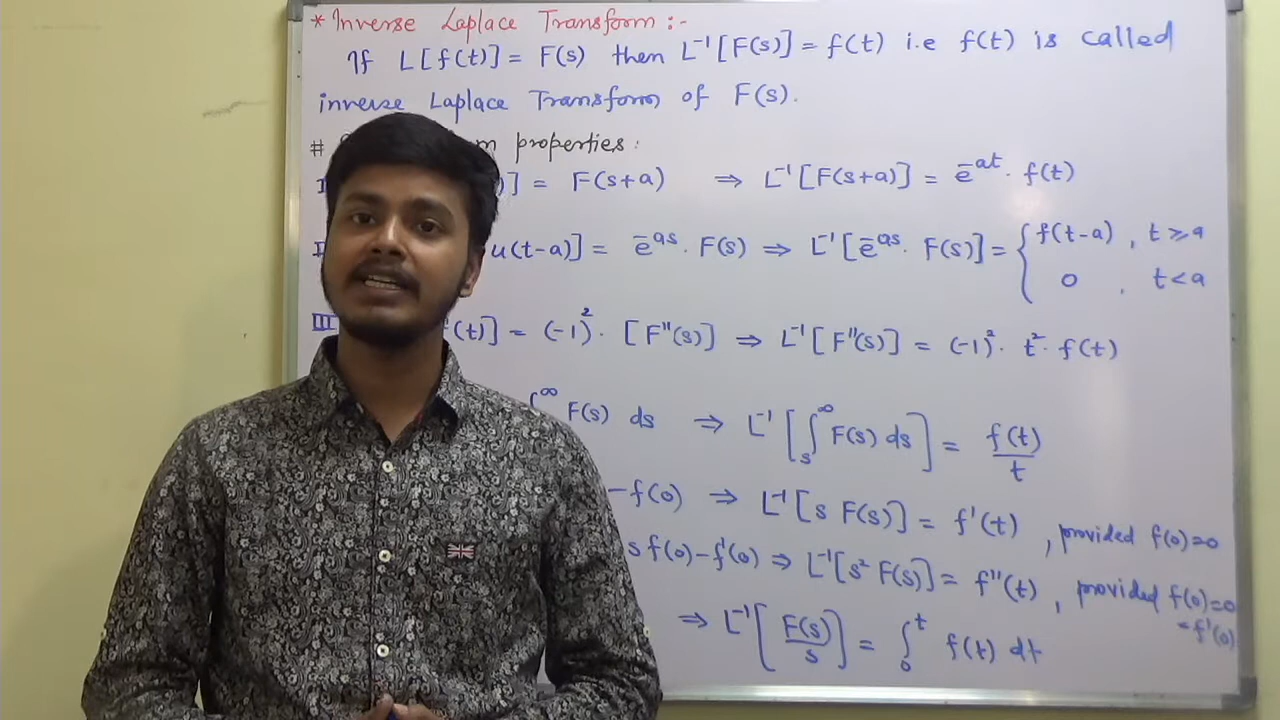 * Inverse Laplace Transform :-
If L[f(t)] = F(s) then L⁻¹[F(s)] = f(t) i.e f(t) is called
inverse Laplace Transform of F(s).
# properties :
] = F(s+a) ⇒ L⁻¹[F(s+a)] = e⁻ᵃᵗ. f(t)
u(t-a)] = e⁻ᵃˢ. F(s) ⇒ L⁻¹[e⁻ᵃˢ. F(s)] = { f(t-a) , t ≥ a
0 , t < a
III (t)] = (-1)². [F''(s)] ⇒ L⁻¹[F''(s)] = (-1)². t². f(t)
∫^∞ F(s) ds ⇒ L⁻¹[∫ₛ^∞ F(s) ds] = f(t)/t
-f(0) ⇒ L⁻¹[s F(s)] = f'(t) , provided f(0)=0
s f(0)-f'(0) ⇒ L⁻¹[s² F(s)] = f''(t) , provided f(0)=0
=f'(0)
⇒ L⁻¹[F(s)/s] = ∫₀ᵗ f(t) dt